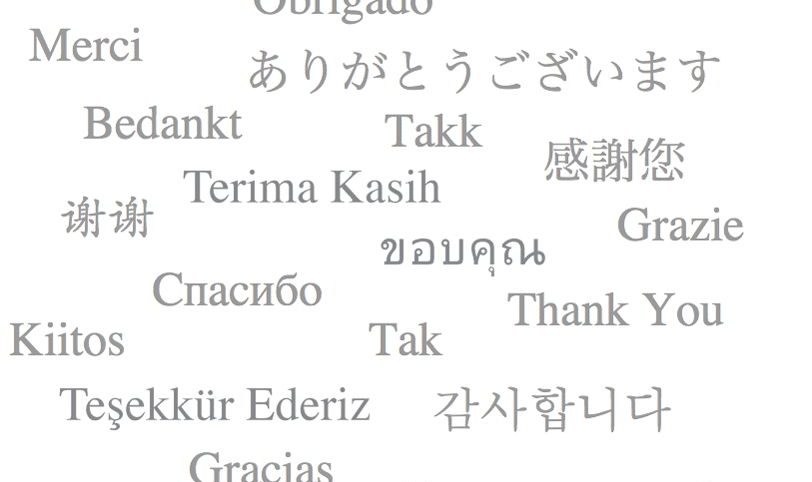 Obrigado
Merci
ありがとうございます
Bedankt
Takk
感謝您
Terima Kasih
谢谢
Grazie
ขอบคุณ
Спасибо
Thank You
Kiitos
Tak
Teşekkür Ederiz
감사합니다
Gracias